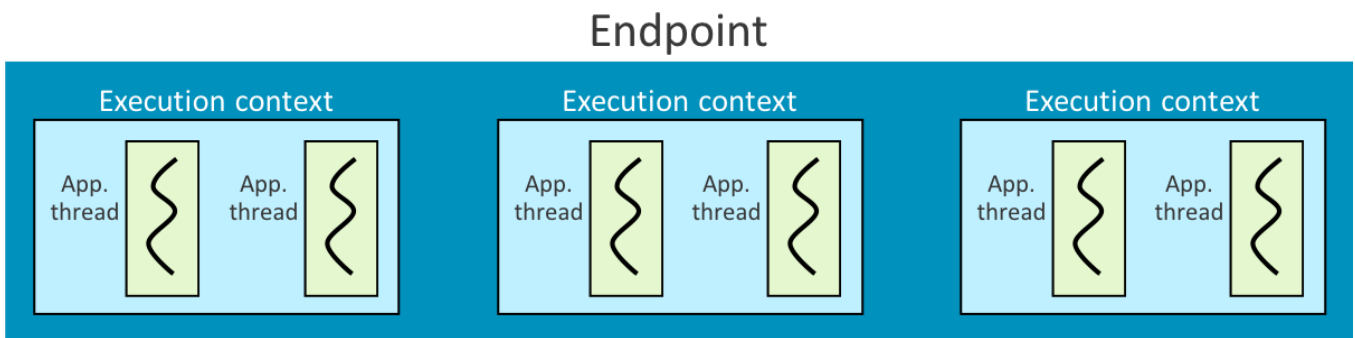 Endpoint
Execution context
App.
thread
App.
thread
Execution context
App.
thread
App.
thread
Execution context
App.
thread
App.
thread